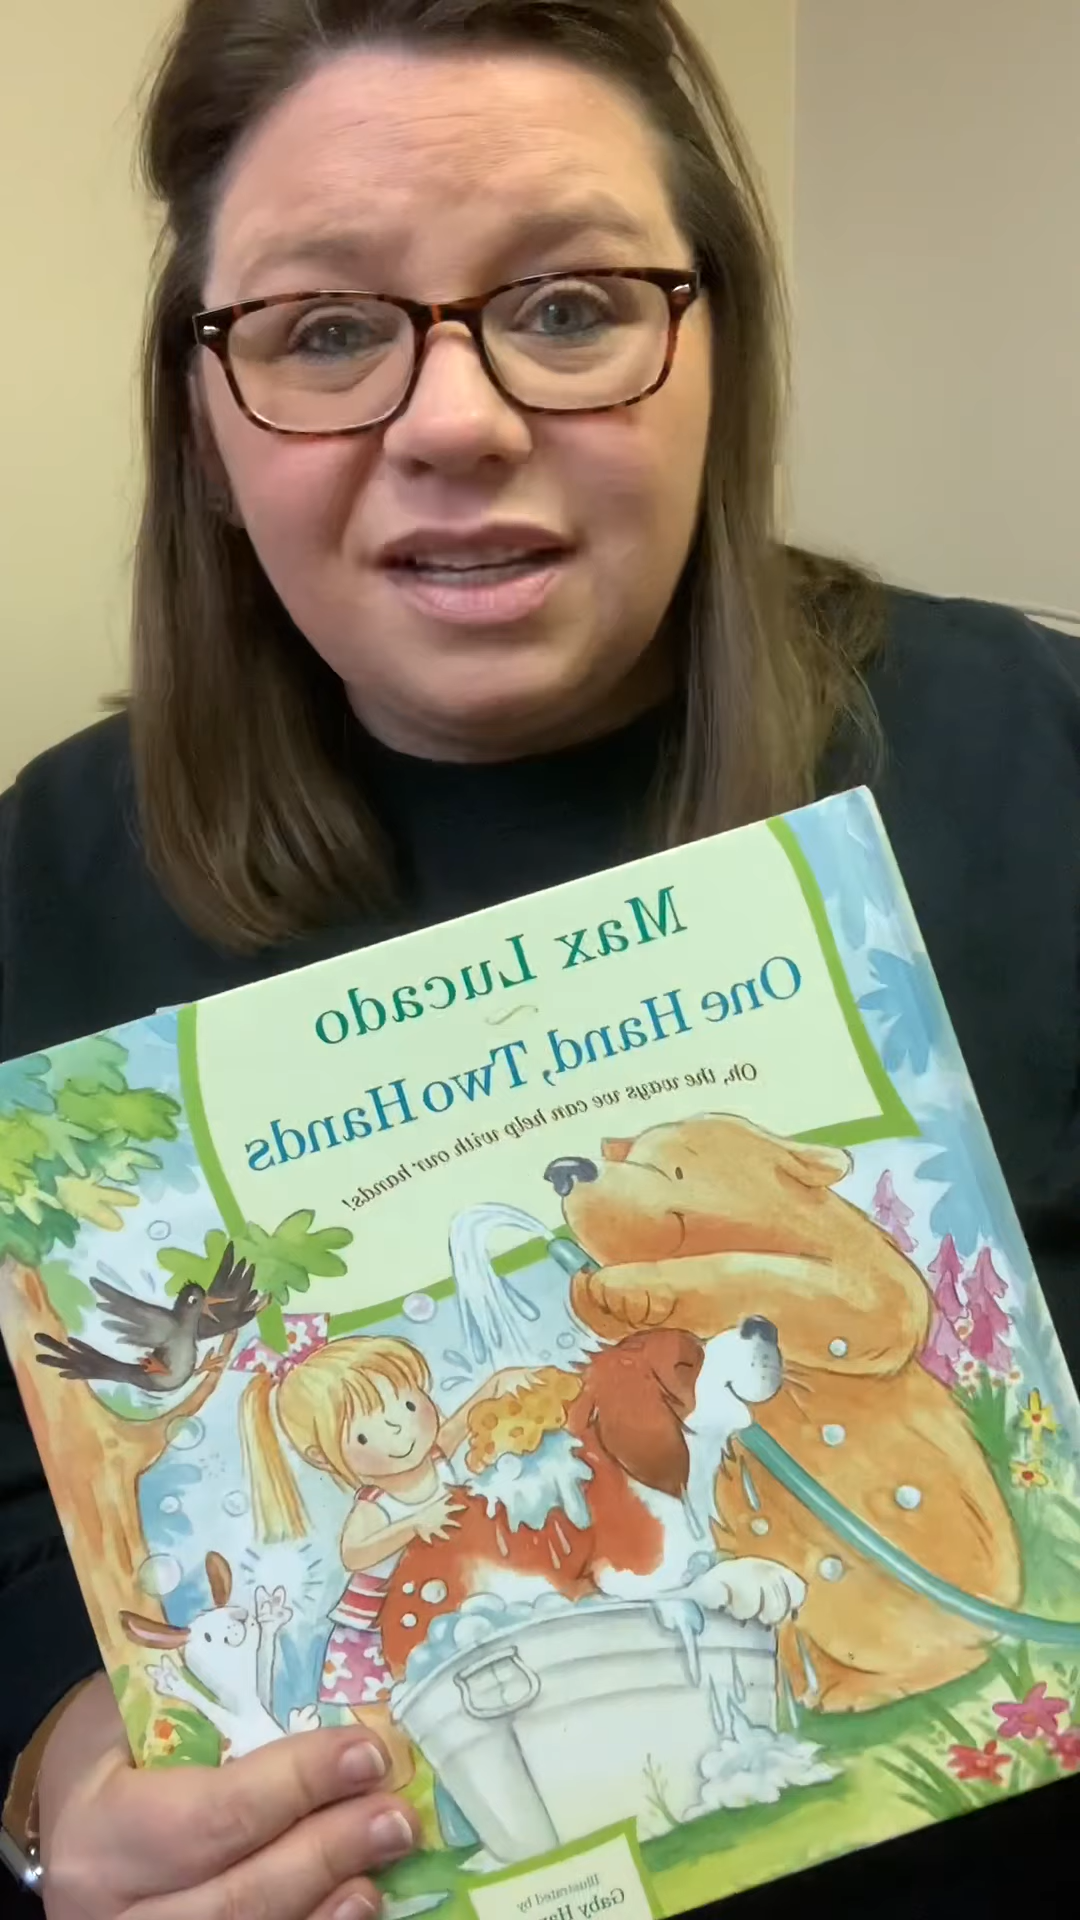 Max Lucado
One Hand, Two Hands
Oh, the ways we can help with our hands!
Illustrated by
Gaby